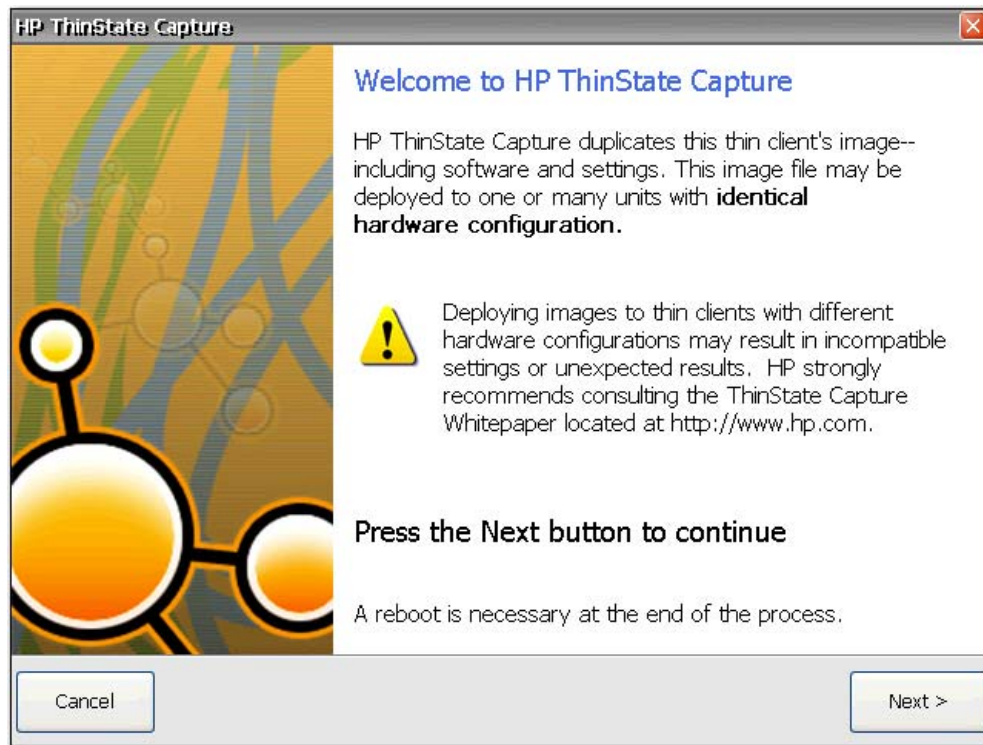 HP ThinState Capture
Welcome to HP ThinState Capture
HP ThinState Capture duplicates this thin client's image--
including software and settings. This image file may be
deployed to one or many units with identical
hardware configuration.
Deploying images to thin clients with different
hardware configurations may result in incompatible
settings or unexpected results. HP strongly
recommends consulting the ThinState Capture
Whitepaper located at http://www.hp.com.
Press the Next button to continue
A reboot is necessary at the end of the process.
Cancel
Next >